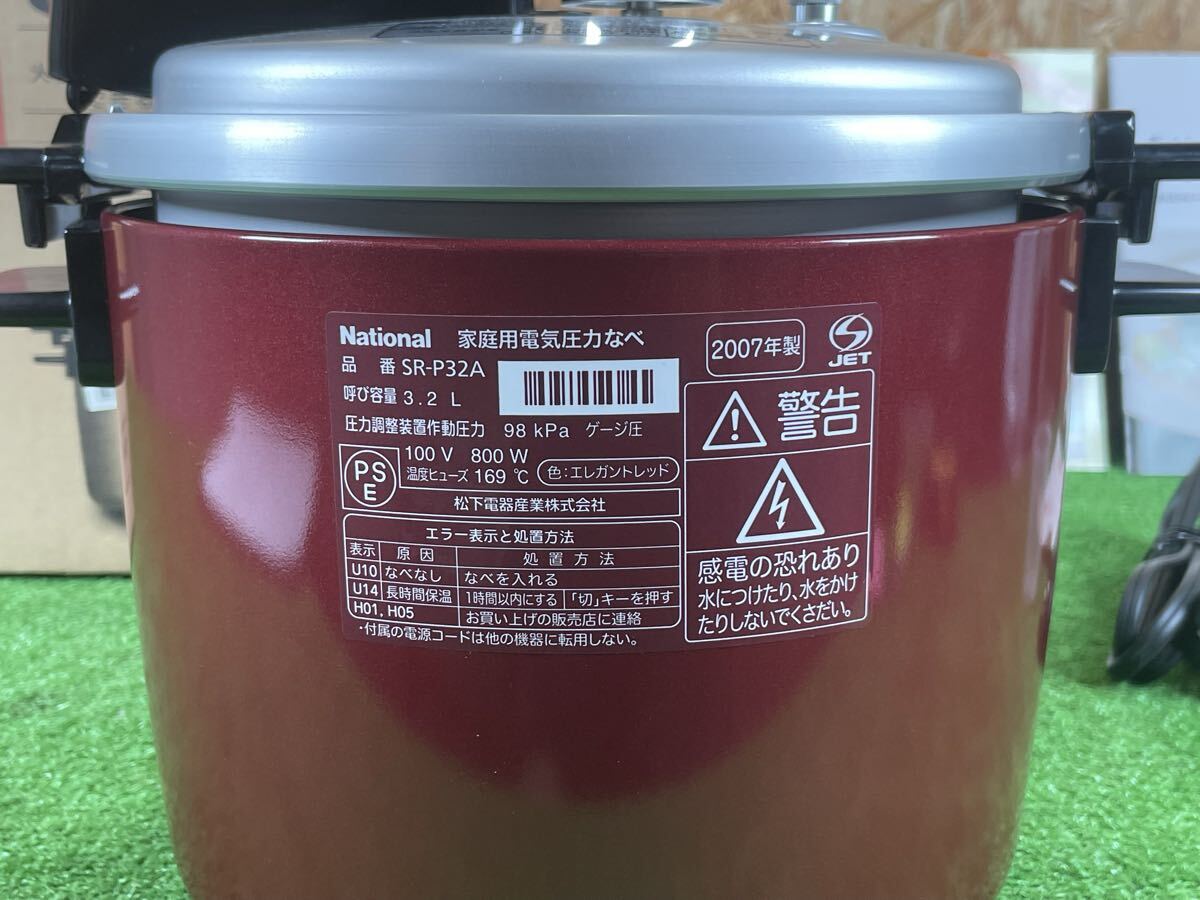 National 家庭用電気圧力なべ
品 番 SR-P32A
呼び容量 3.2 L
圧力調整装置作動圧力 98 kPa ゲージ圧
PS
E
100 V 800 W
温度ヒューズ 169 ℃ 色:エレガントレッド
松下電器産業株式会社
エラー表示と処置方法
表示 原因 処置方法
U10 なべなし なべを入れる
U14 長時間保温 1時間以内にする 「切」キーを押す
H01, H05 お買い上げの販売店に連絡
・付属の電源コードは他の機器に転用しない。
2007年製
JET
警告
感電の恐れあり
水につけたり、水をかけ
たりしないでください。